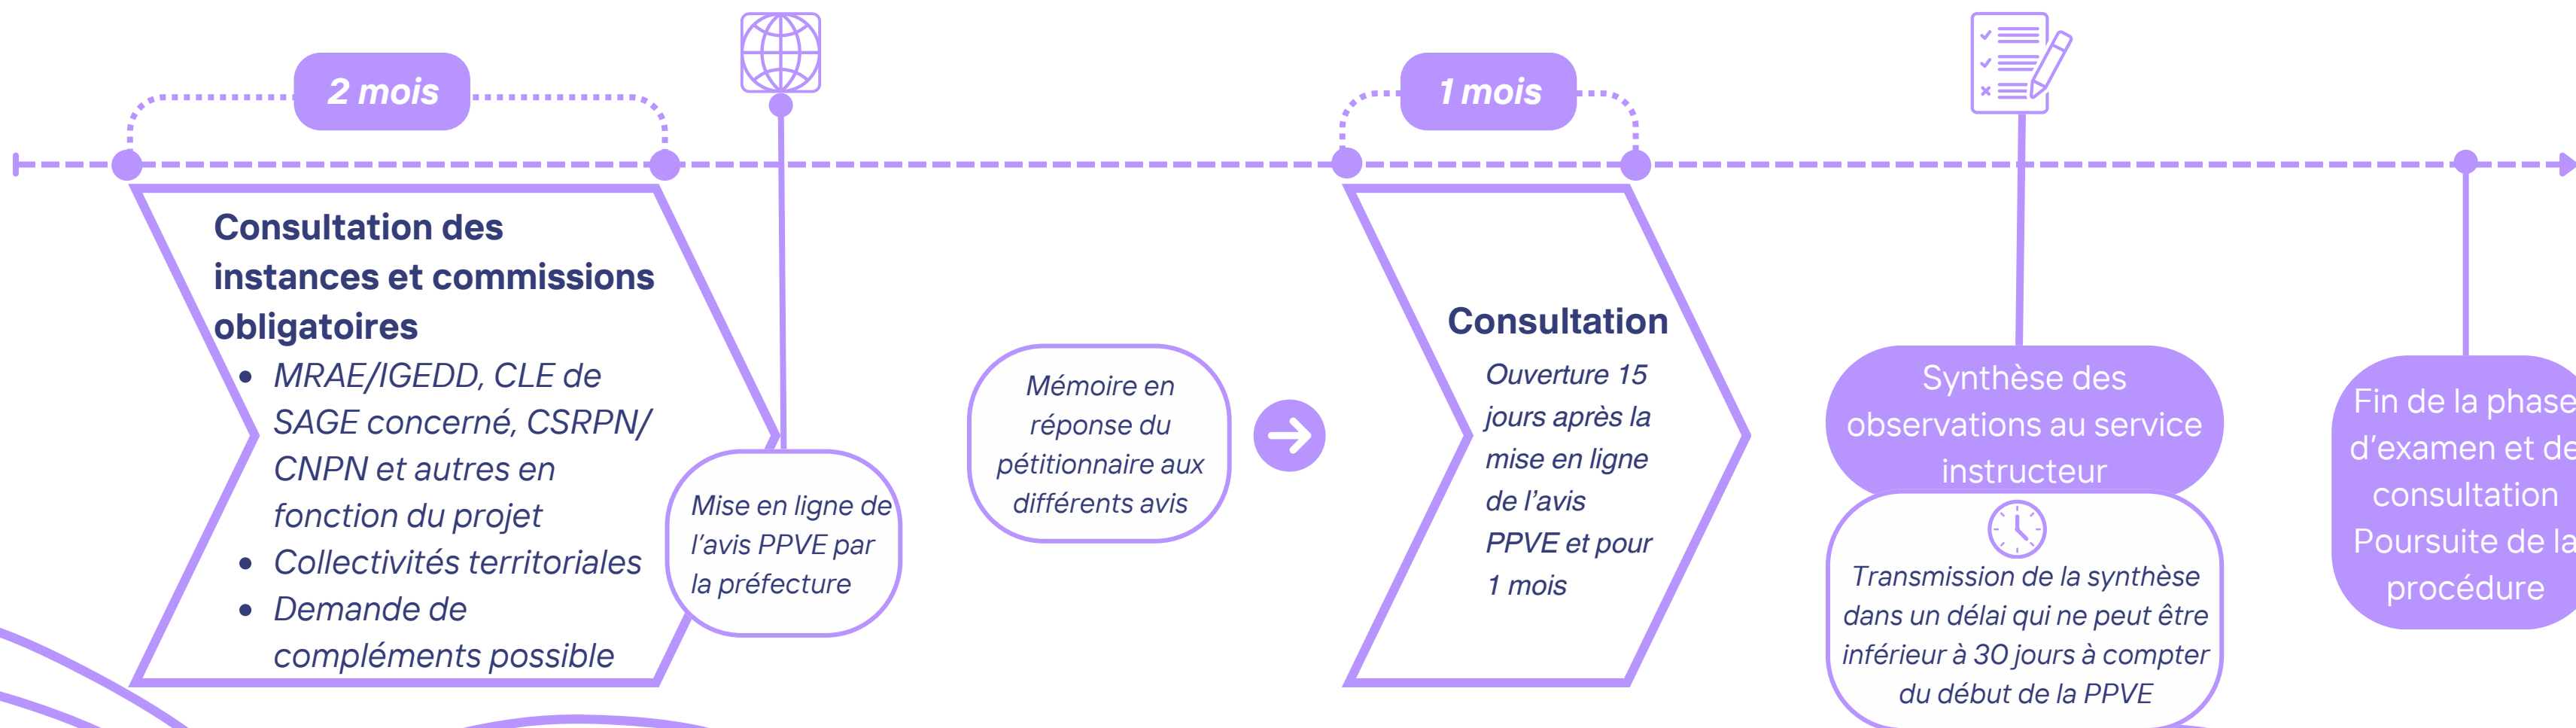 2 mois
1 mois
Consultation des
instances et commissions
obligatoires
• MRAE/IGEDD, CLE de
SAGE concerné, CSRPN/
CNPN et autres en
fonction du projet
• Collectivités territoriales
• Demande de
compléments possible
Mise en ligne de
l'avis PPVE par
la préfecture
Mémoire en
réponse du
pétitionnaire aux
différents avis
Consultation
Ouverture 15
jours après la
mise en ligne
de l'avis
PPVE et pour
1 mois
Synthèse des
observations au service
instructeur
Transmission de la synthèse
dans un délai qui ne peut être
inférieur à 30 jours à compter
du début de la PPVE
Fin de la phase
d'examen et de
consultation
Poursuite de la
procédure